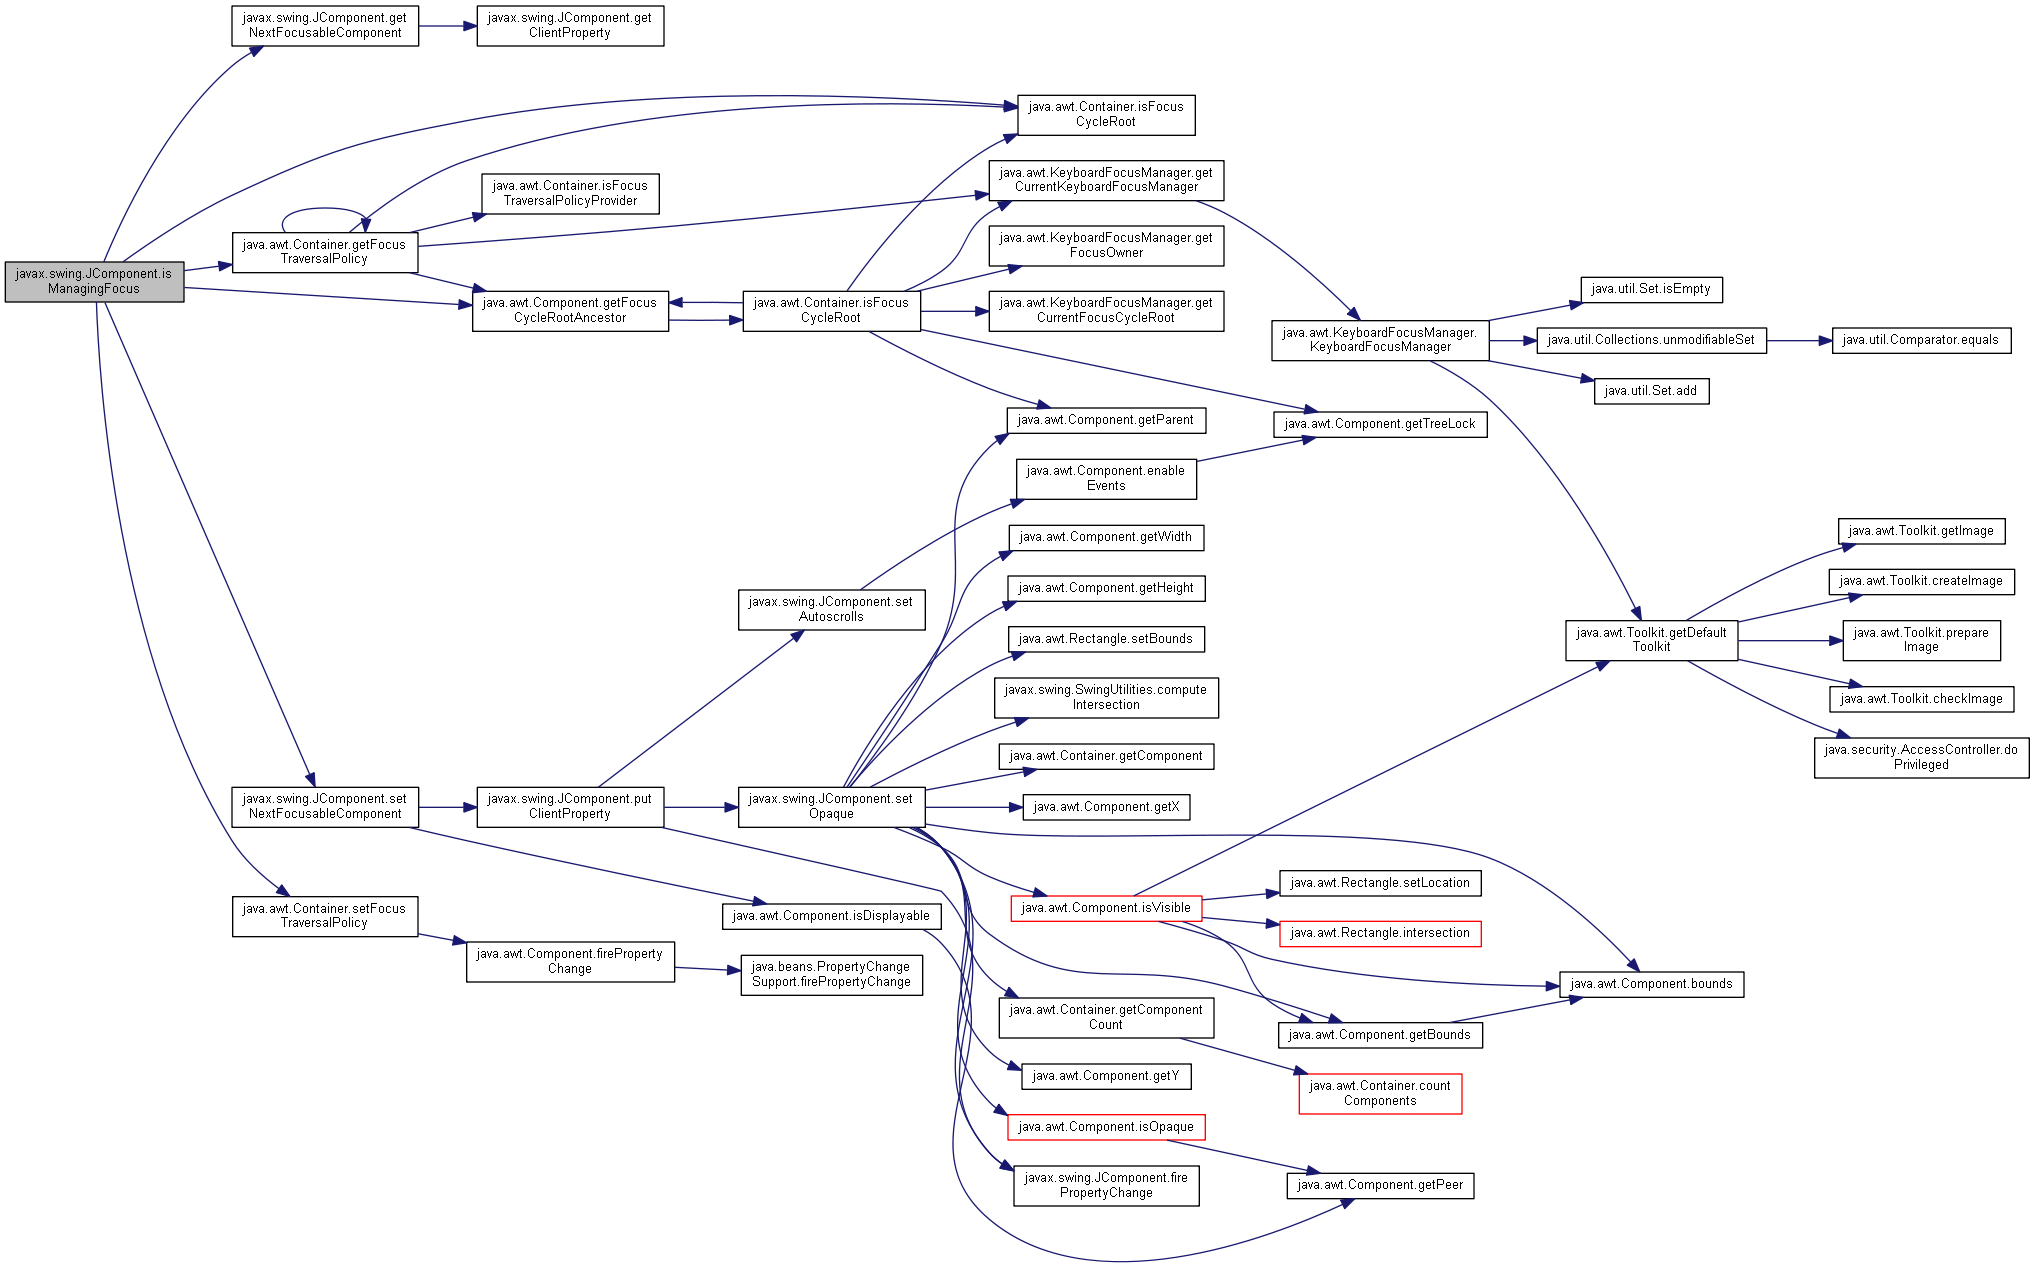 javax.swing.JComponent.is
ManagingFocus
javax.swing.JComponent.get
NextFocusableComponent
javax.swing.JComponent.get
ClientProperty
java.awt.Container.getFocus
TraversalPolicy
java.awt.Container.isFocus
TraversalPolicyProvider
java.awt.Component.getFocus
CycleRootAncestor
java.awt.Container.isFocus
CycleRoot
java.awt.Container.isFocus
CycleRoot
java.awt.KeyboardFocusManager.get
CurrentKeyboardFocusManager
java.awt.KeyboardFocusManager.get
FocusOwner
java.awt.KeyboardFocusManager.get
CurrentFocusCycleRoot
java.awt.KeyboardFocusManager.
KeyboardFocusManager
java.util.Set.isEmpty
java.util.Collections.unmodifiableSet
java.util.Comparator.equals
java.util.Set.add
java.awt.Component.getParent
java.awt.Component.getTreeLock
java.awt.Component.enable
Events
java.awt.Component.getWidth
java.awt.Component.getHeight
java.awt.Rectangle.setBounds
javax.swing.SwingUtilities.compute
Intersection
java.awt.Container.getComponent
java.awt.Component.getX
javax.swing.JComponent.set
Autoscrolls
javax.swing.JComponent.set
NextFocusableComponent
javax.swing.JComponent.put
ClientProperty
javax.swing.JComponent.set
Opaque
java.awt.Toolkit.getDefault
Toolkit
java.awt.Toolkit.getImage
java.awt.Toolkit.createImage
java.awt.Toolkit.prepare
Image
java.awt.Toolkit.checkImage
java.security.AccessController.do
Privileged
java.awt.Container.setFocus
TraversalPolicy
java.awt.Component.isDisplayable
java.awt.Component.fireProperty
Change
java.beans.PropertyChange
Support.firePropertyChange
java.awt.Component.isVisible
java.awt.Rectangle.setLocation
java.awt.Rectangle.intersection
java.awt.Component.bounds
java.awt.Container.getComponent
Count
java.awt.Component.getBounds
java.awt.Component.getY
java.awt.Container.count
Components
java.awt.Component.isOpaque
javax.swing.JComponent.fire
PropertyChange
java.awt.Component.getPeer